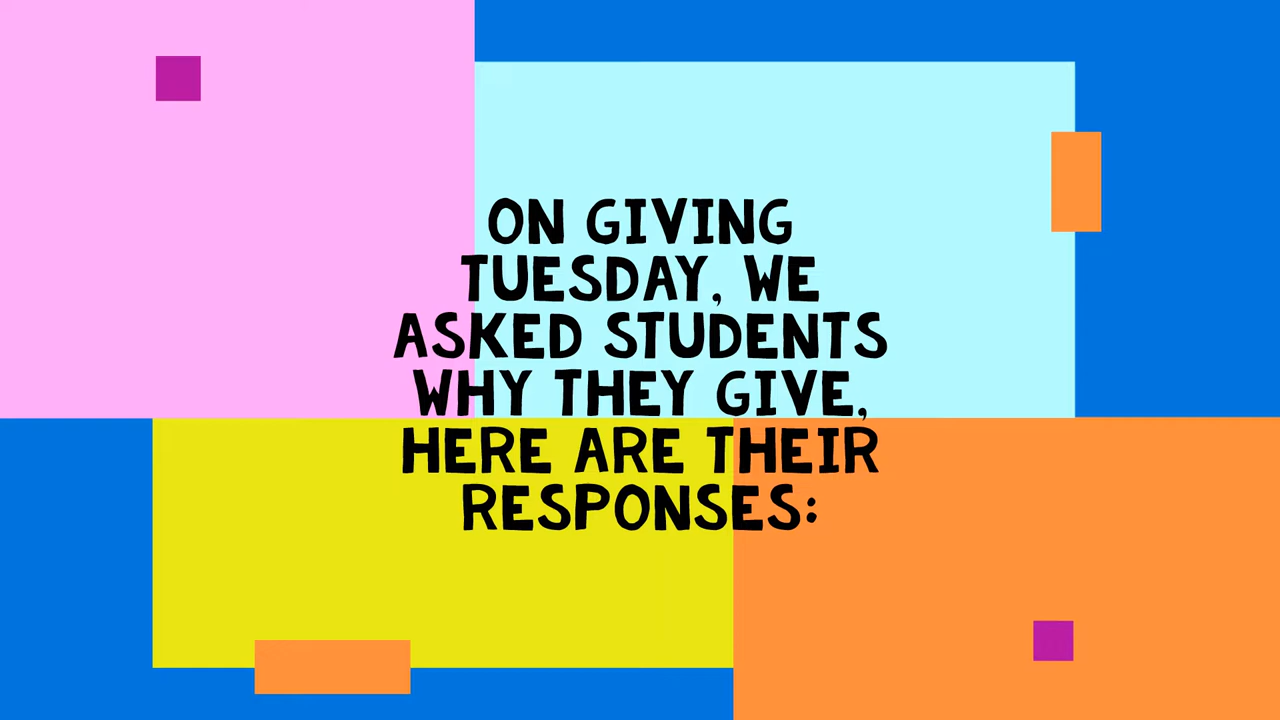 ON GIVING
TUESDAY, WE
ASKED STUDENTS
WHY THEY GIVE,
HERE ARE THEIR
RESPONSES: